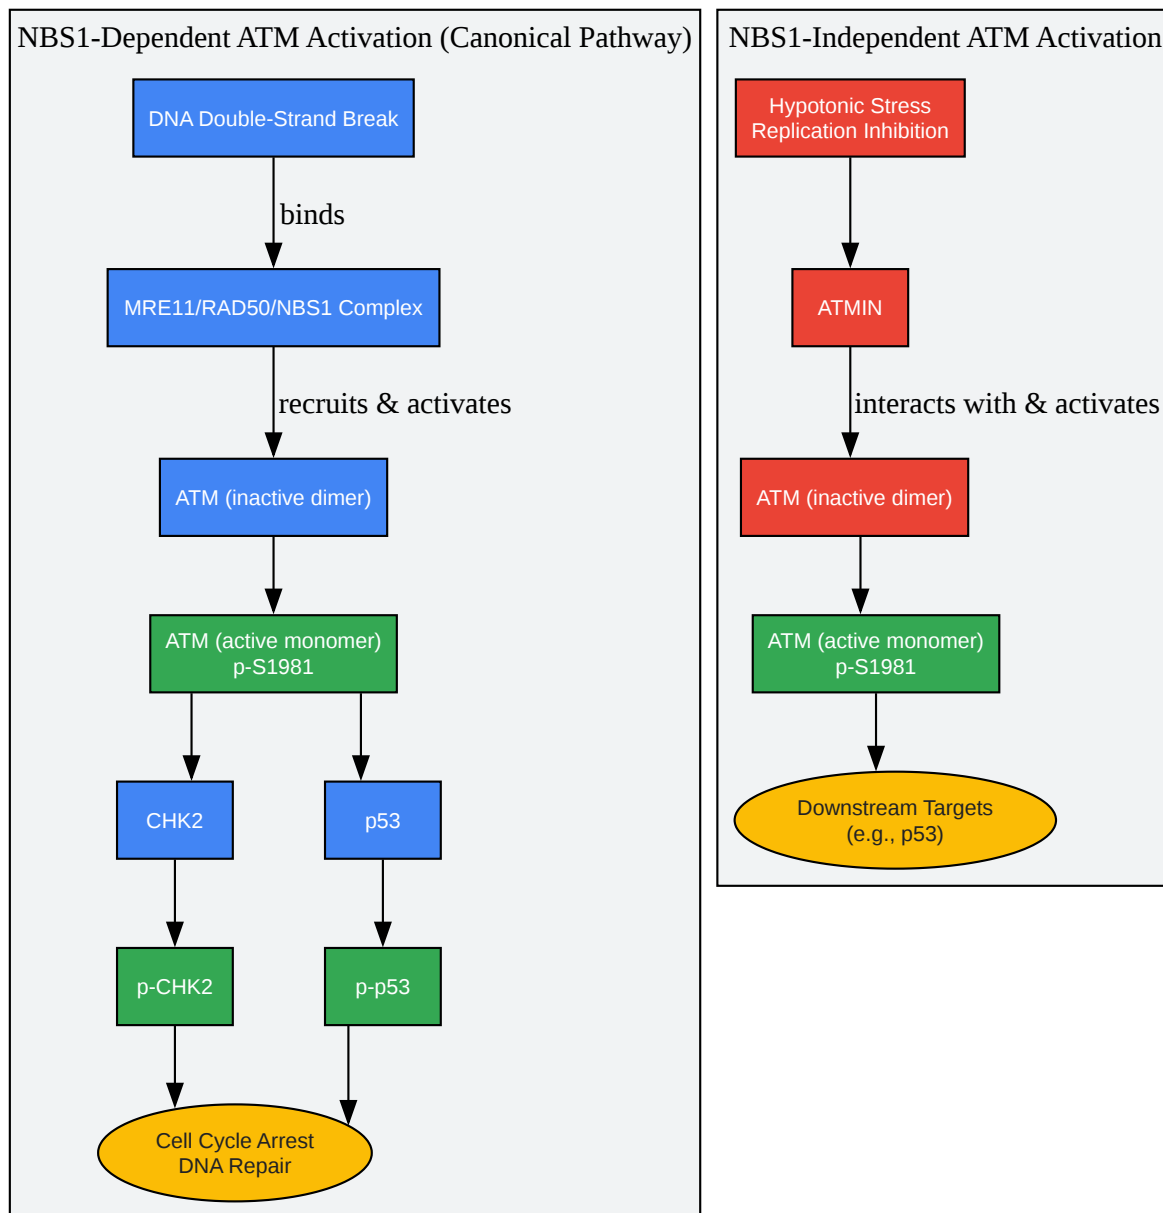 NBS1-Dependent ATM Activation (Canonical Pathway)
DNA Double-Strand Break
binds
MRE11/RAD50/NBS1 Complex
recruits & activates
ATM (inactive dimer)
ATM (active monomer)
p-S1981
CHK2
p53
p-CHK2
p-p53
Cell Cycle Arrest
DNA Repair
NBS1-Independent ATM Activation
Hypotonic Stress
Replication Inhibition
ATMIN
interacts with & activates
ATM (inactive dimer)
ATM (active monomer)
p-S1981
Downstream Targets
(e.g., p53)